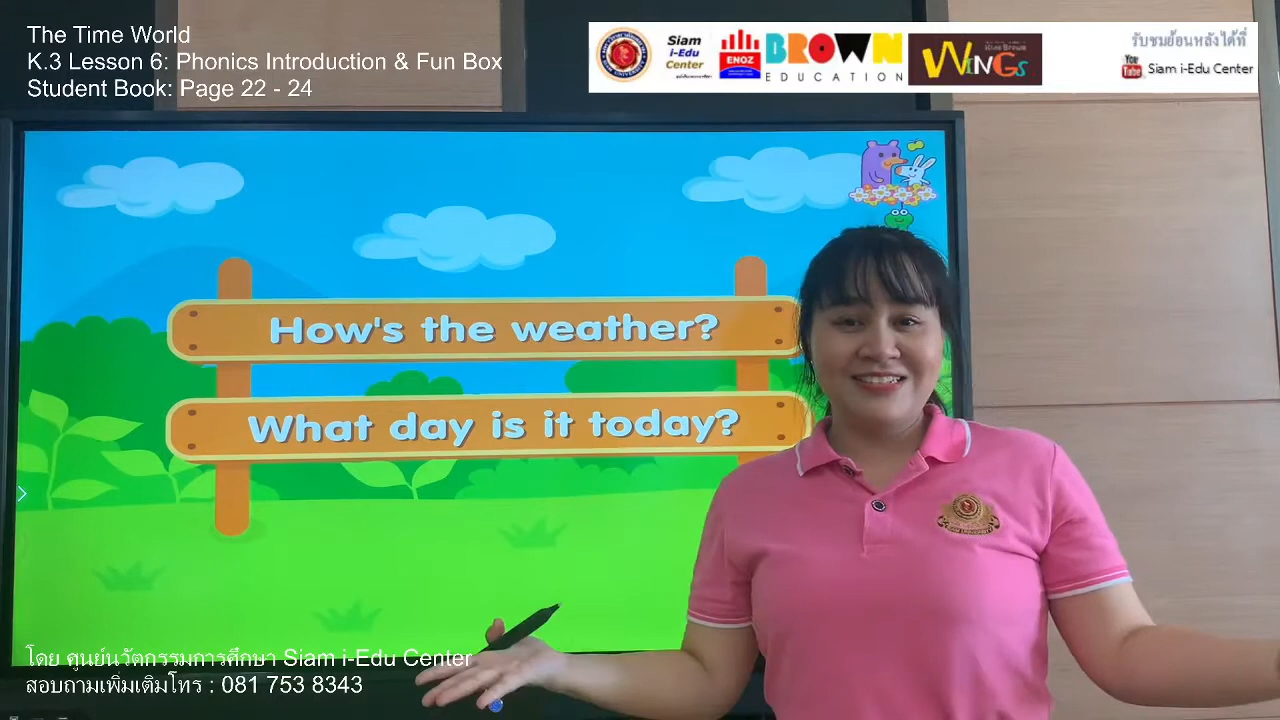 The Time World
K.3 Lesson 6: Phonics Introduction & Fun Box
Student Book: Page 22 - 24
Siam
i-Edu
Center
ENOZ
BROWN
EDUCATION
WINGS
รับชมย้อนหลังได้ที่
You
Tube
Siam i-Edu Center
How's the weather?
What day is it today?
SIAM UNIVERSITY
โดย ศูนย์นวัตกรรมการศึกษา Siam i-Edu Center
สอบถามเพิ่มเติมโทร : 081 753 8343